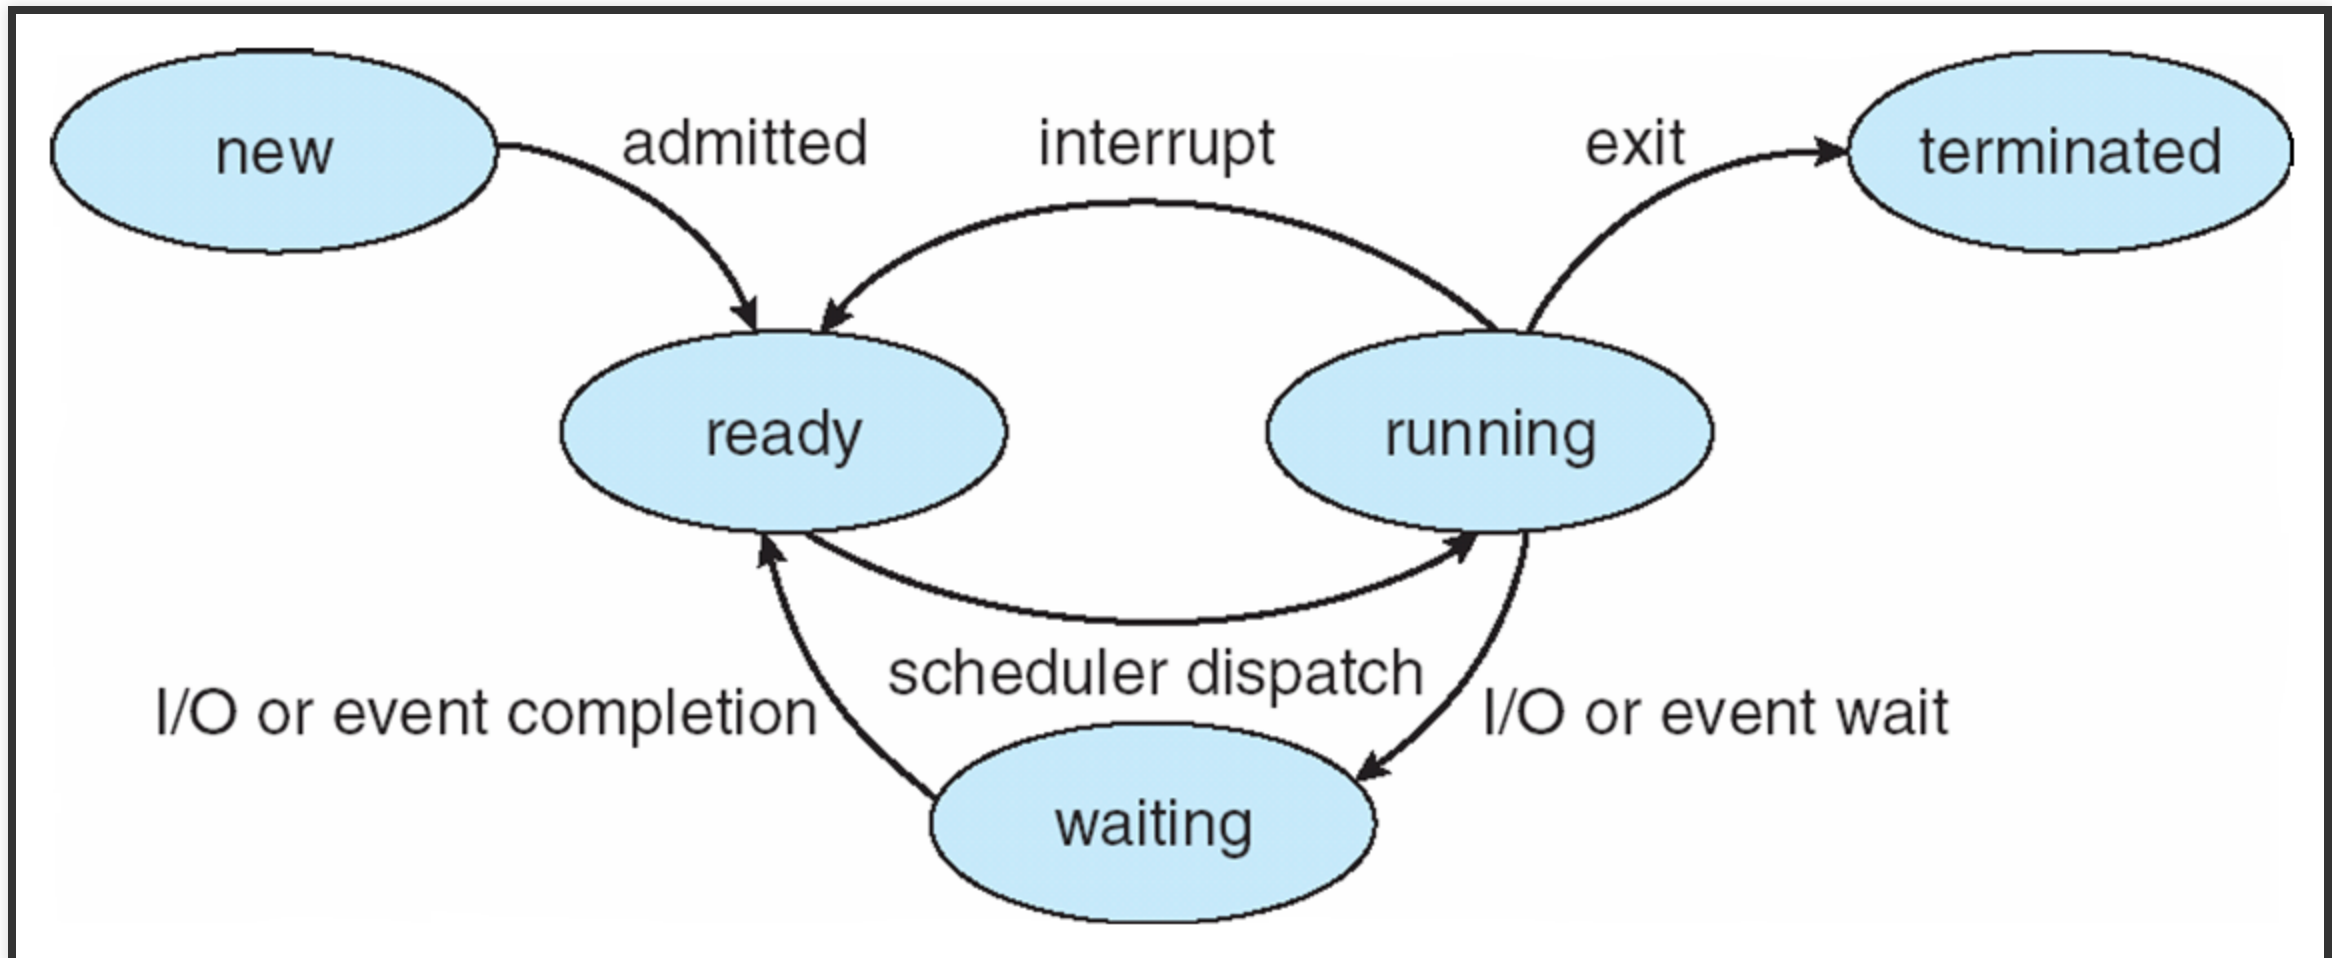 new
admitted
interrupt
exit
terminated
ready
running
scheduler dispatch
I/O or event completion
I/O or event wait
waiting